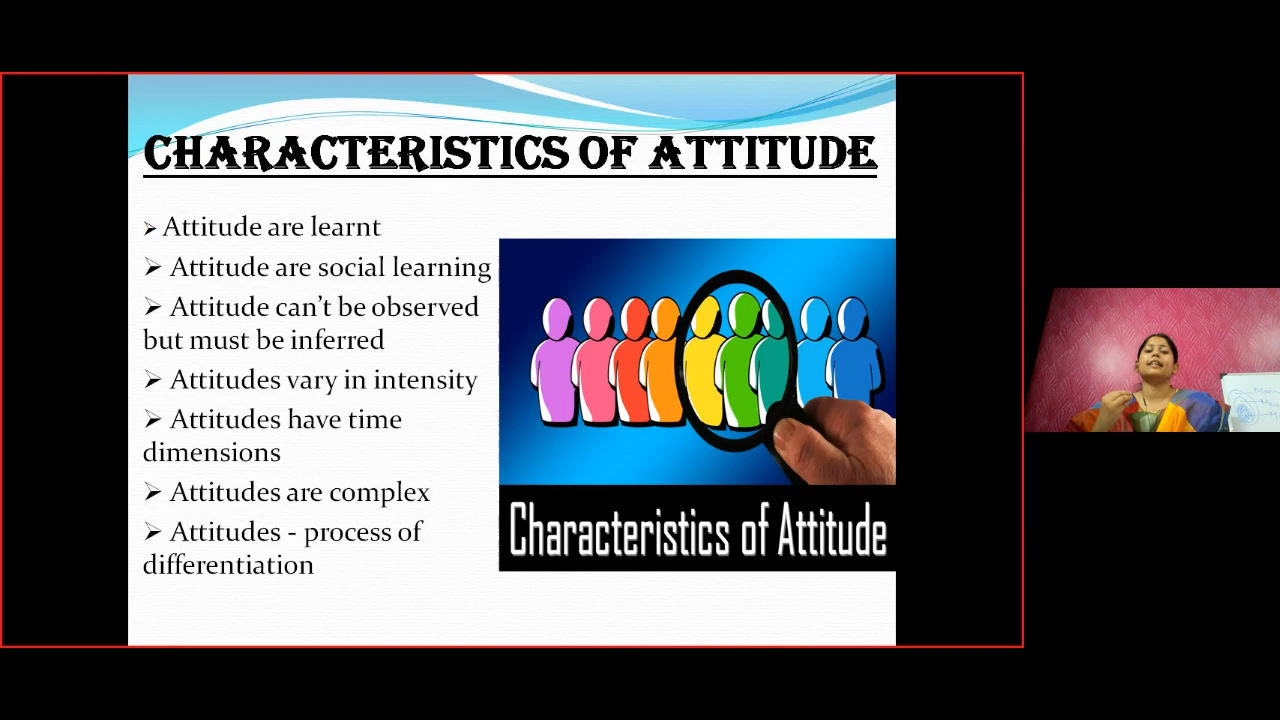 CHARACTERISTICS OF ATTITUDE
➢ Attitude are learnt
➢ Attitude are social learning
➢ Attitude can't be observed
but must be inferred
➢ Attitudes vary in intensity
➢ Attitudes have time
dimensions
➢ Attitudes are complex
➢ Attitudes - process of
differentiation
Characteristics of Attitude